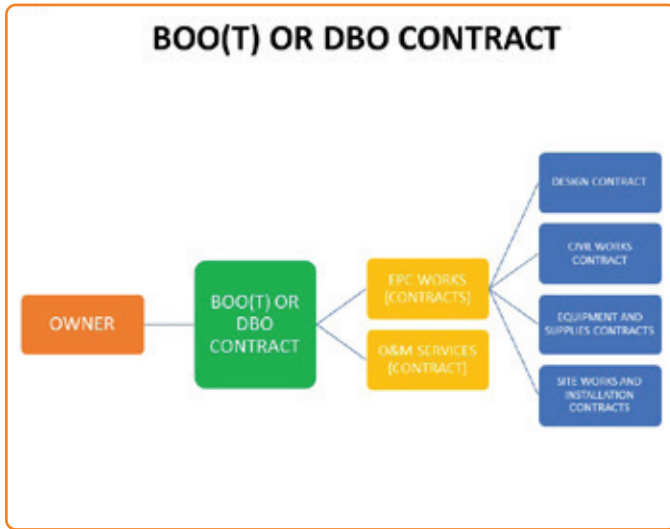 BOO(T) OR DBO CONTRACT
OWNER
BOO(T) OR
DBO
CONTRACT
EPC WORKS
(CONTRACTS)
O&M SERVICES
(CONTRACT)
DESIGN CONTRACT
CIVIL WORKS
CONTRACT
EQUIPMENT AND
SUPPLIES CONTRACTS
SITE WORKS AND
INSTALLATION
CONTRACTS